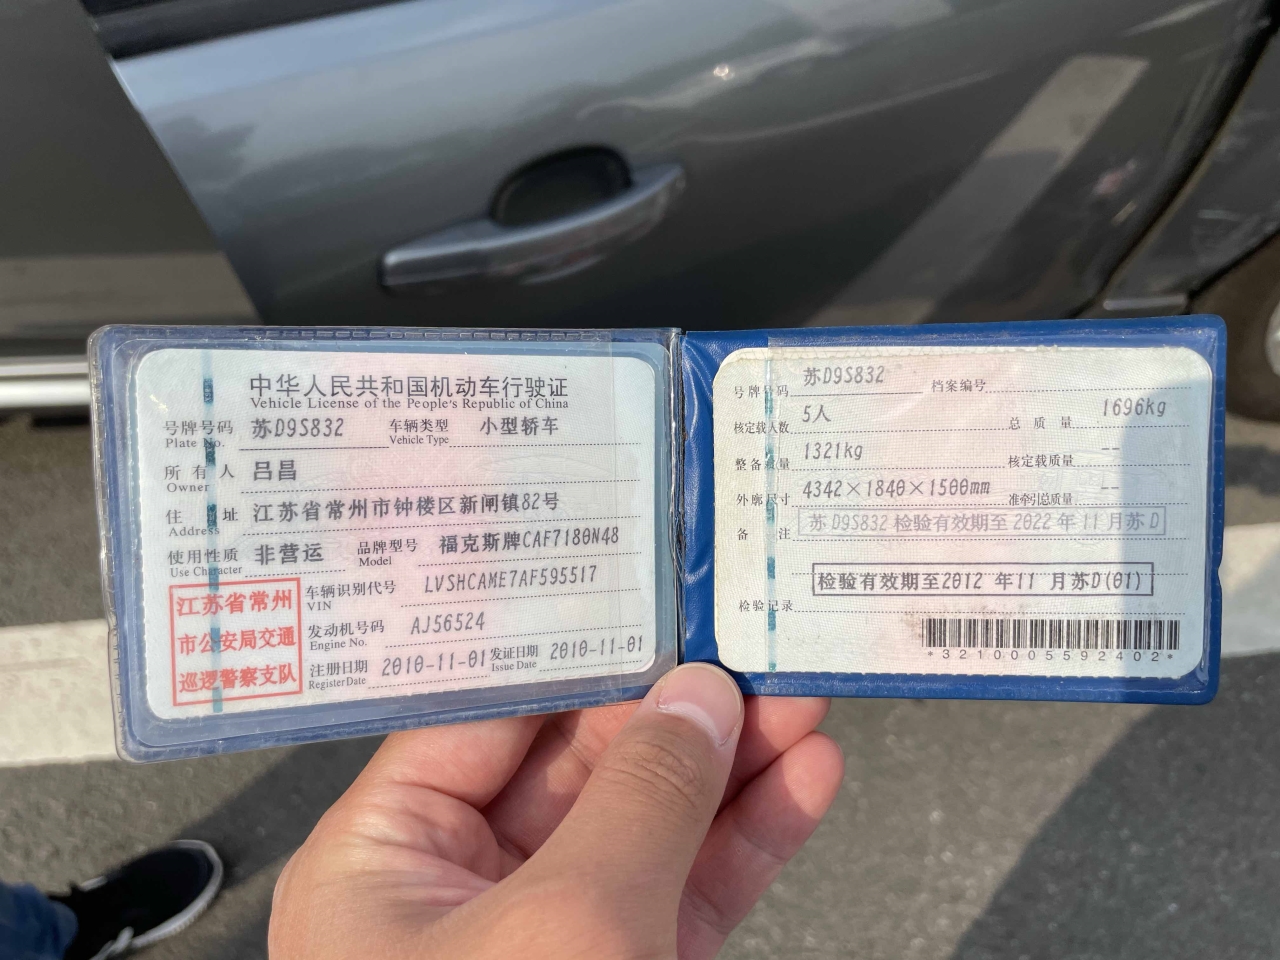 中华人民共和国机动车行驶证
Vehicle License of the People's Republic of China
号牌号码 苏D9S832 车辆类型 小型轿车
Plate No. Vehicle Type
所有人 吕昌
Owner
住址 江苏省常州市钟楼区新闸镇82号
Address
使用性质 非营运 品牌型号 福克斯牌CAF7180N48
Use Character Model
江苏省常州
市公安局交通
巡逻警察支队
车辆识别代号 LVSHCAME7AF595517
VIN
发动机号码 AJ56524
Engine No.
注册日期 2010-11-01 发证日期 2010-11-01
Register Date Issue Date
号牌号码 苏D9S832 档案编号
核定载人数 5人 总质量 1696kg
整备质量 1321kg 核定载质量 --
外廓尺寸 4342×1840×1500mm 准牵引总质量 --
备注 苏D9S832 检验有效期至2022年11月苏D
检验有效期至2012 年11 月苏D(01)
检验记录
*3210005592402*